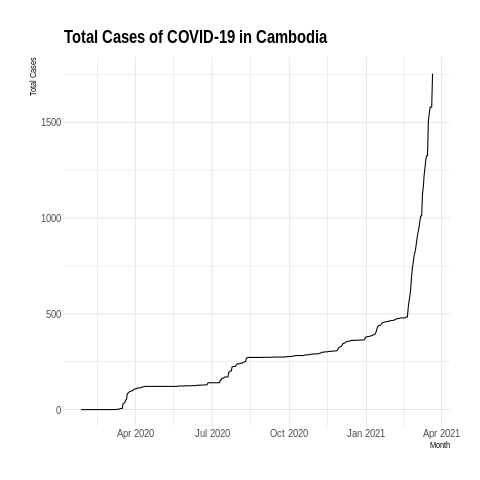 Total Cases of COVID-19 in Cambodia
Total Cases
1500
1000
500
0
Apr 2020 Jul 2020 Oct 2020 Jan 2021 Apr 2021
Month